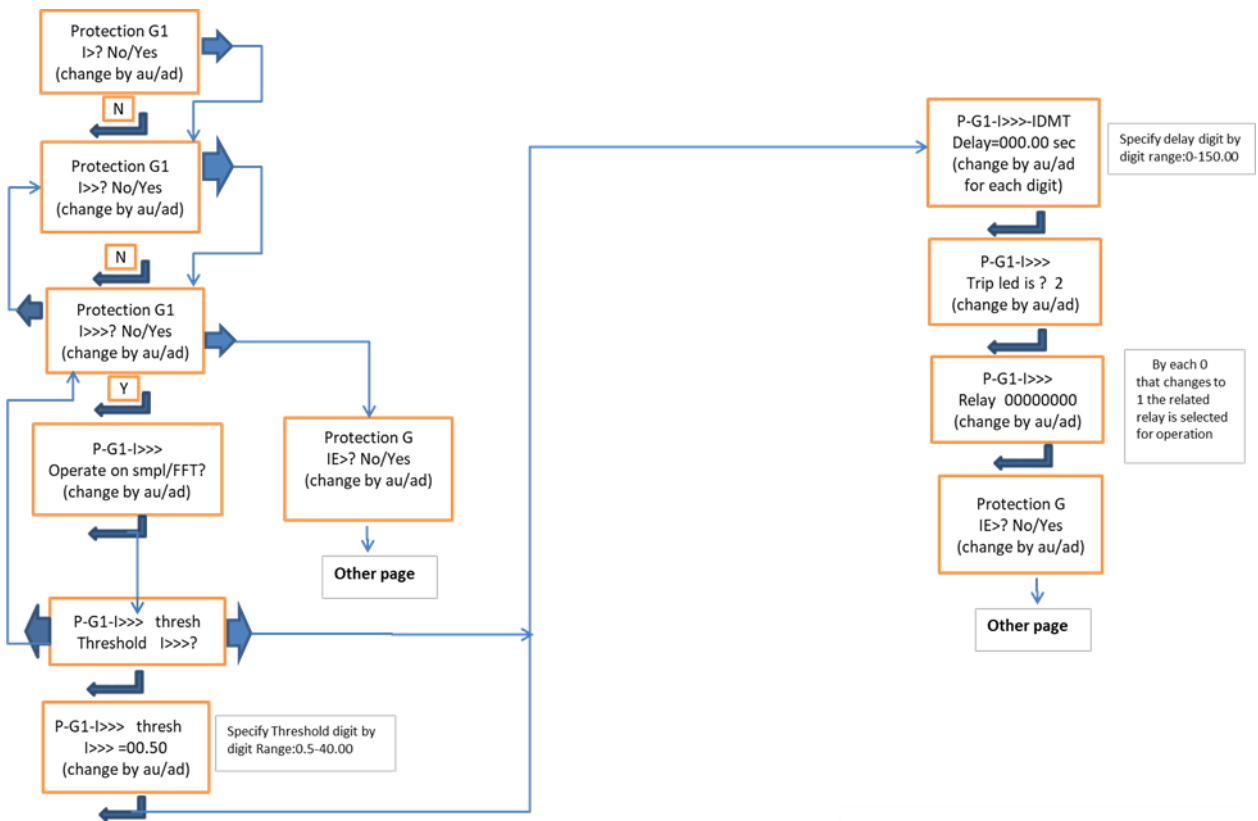 Protection G1
I>? No/Yes
(change by au/ad)
N
Protection G1
I>>? No/Yes
(change by au/ad)
N
Protection G1
I>>>? No/Yes
(change by au/ad)
Y
P-G1-I>>>
Operate on smpl/FFT?
(change by au/ad)
P-G1-I>>> thresh
Threshold I>>>?
P-G1-I>>> thresh
I>>> =00.50
(change by au/ad)
Specify Threshold digit by
digit Range:0.5-40.00
Protection G
IE>? No/Yes
(change by au/ad)
Other page
P-G1-I>>>-IDMT
Delay=000.00 sec
(change by au/ad
for each digit)
Specify delay digit by
digit range:0-150.00
P-G1-I>>>
Trip led is ? 2
(change by au/ad)
P-G1-I>>>
Relay 00000000
(change by au/ad)
By each 0
that changes to
1 the related
relay is selected
for operation
Protection G
IE>? No/Yes
(change by au/ad)
Other page